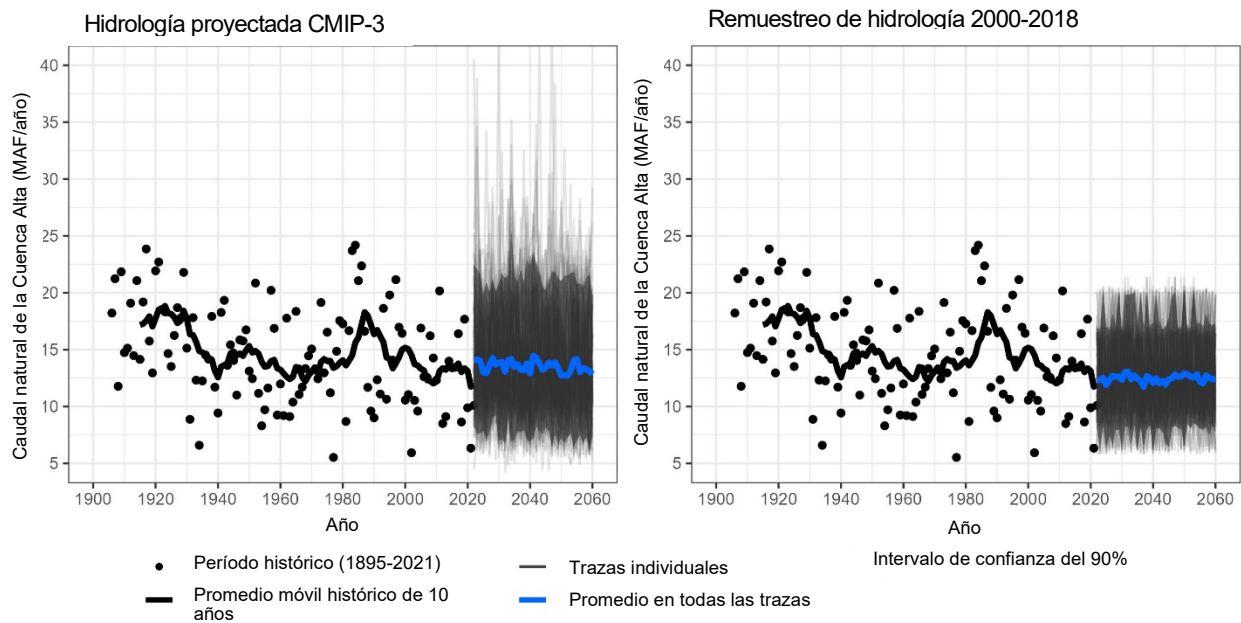 Hidrología proyectada CMIP-3
Remuestreo de hidrología 2000-2018
Caudal natural de la Cuenca Alta (MAF/año)
40
35
30
25
20
15
10
5
1900 1920 1940 1960 1980 2000 2020 2040 2060
Año
Caudal natural de la Cuenca Alta (MAF/año)
40
35
30
25
20
15
10
5
1900 1920 1940 1960 1980 2000 2020 2040 2060
Año
Período histórico (1895-2021)
Promedio móvil histórico de 10
años
Trazas individuales
Promedio en todas las trazas
Intervalo de confianza del 90%